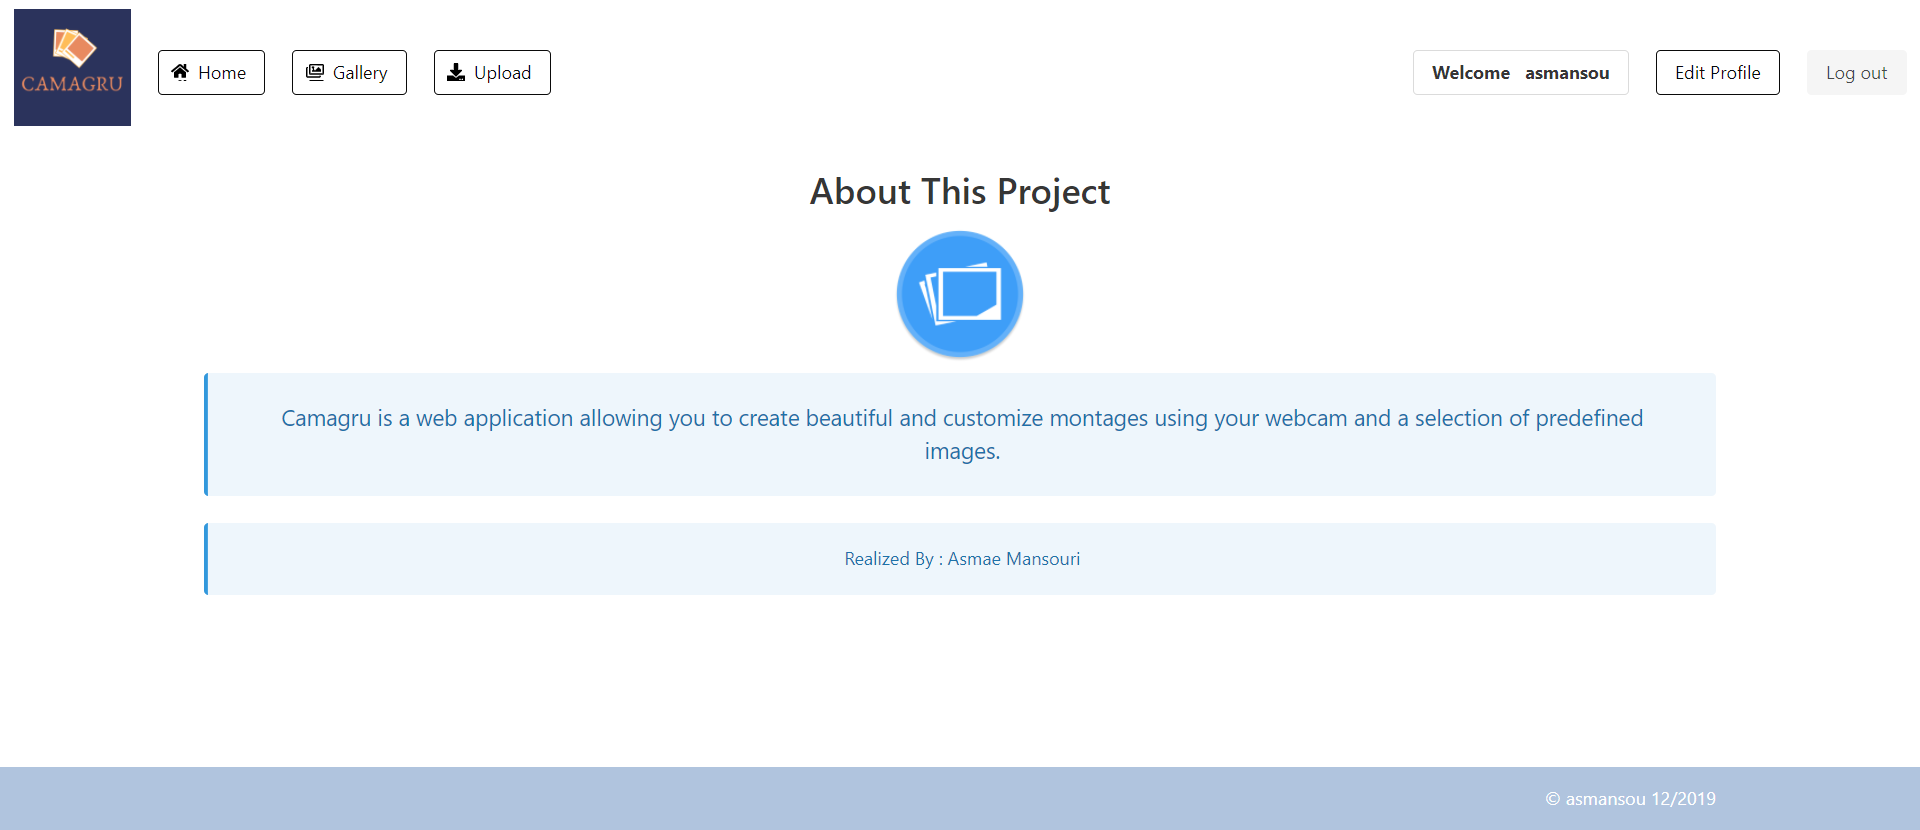 CAMAGRU
Home
Gallery
Upload
Welcome asmansou
Edit Profile
Log out
About This Project
Camagru is a web application allowing you to create beautiful and customize montages using your webcam and a selection of predefined
images.
Realized By : Asmae Mansouri
© asmansou 12/2019